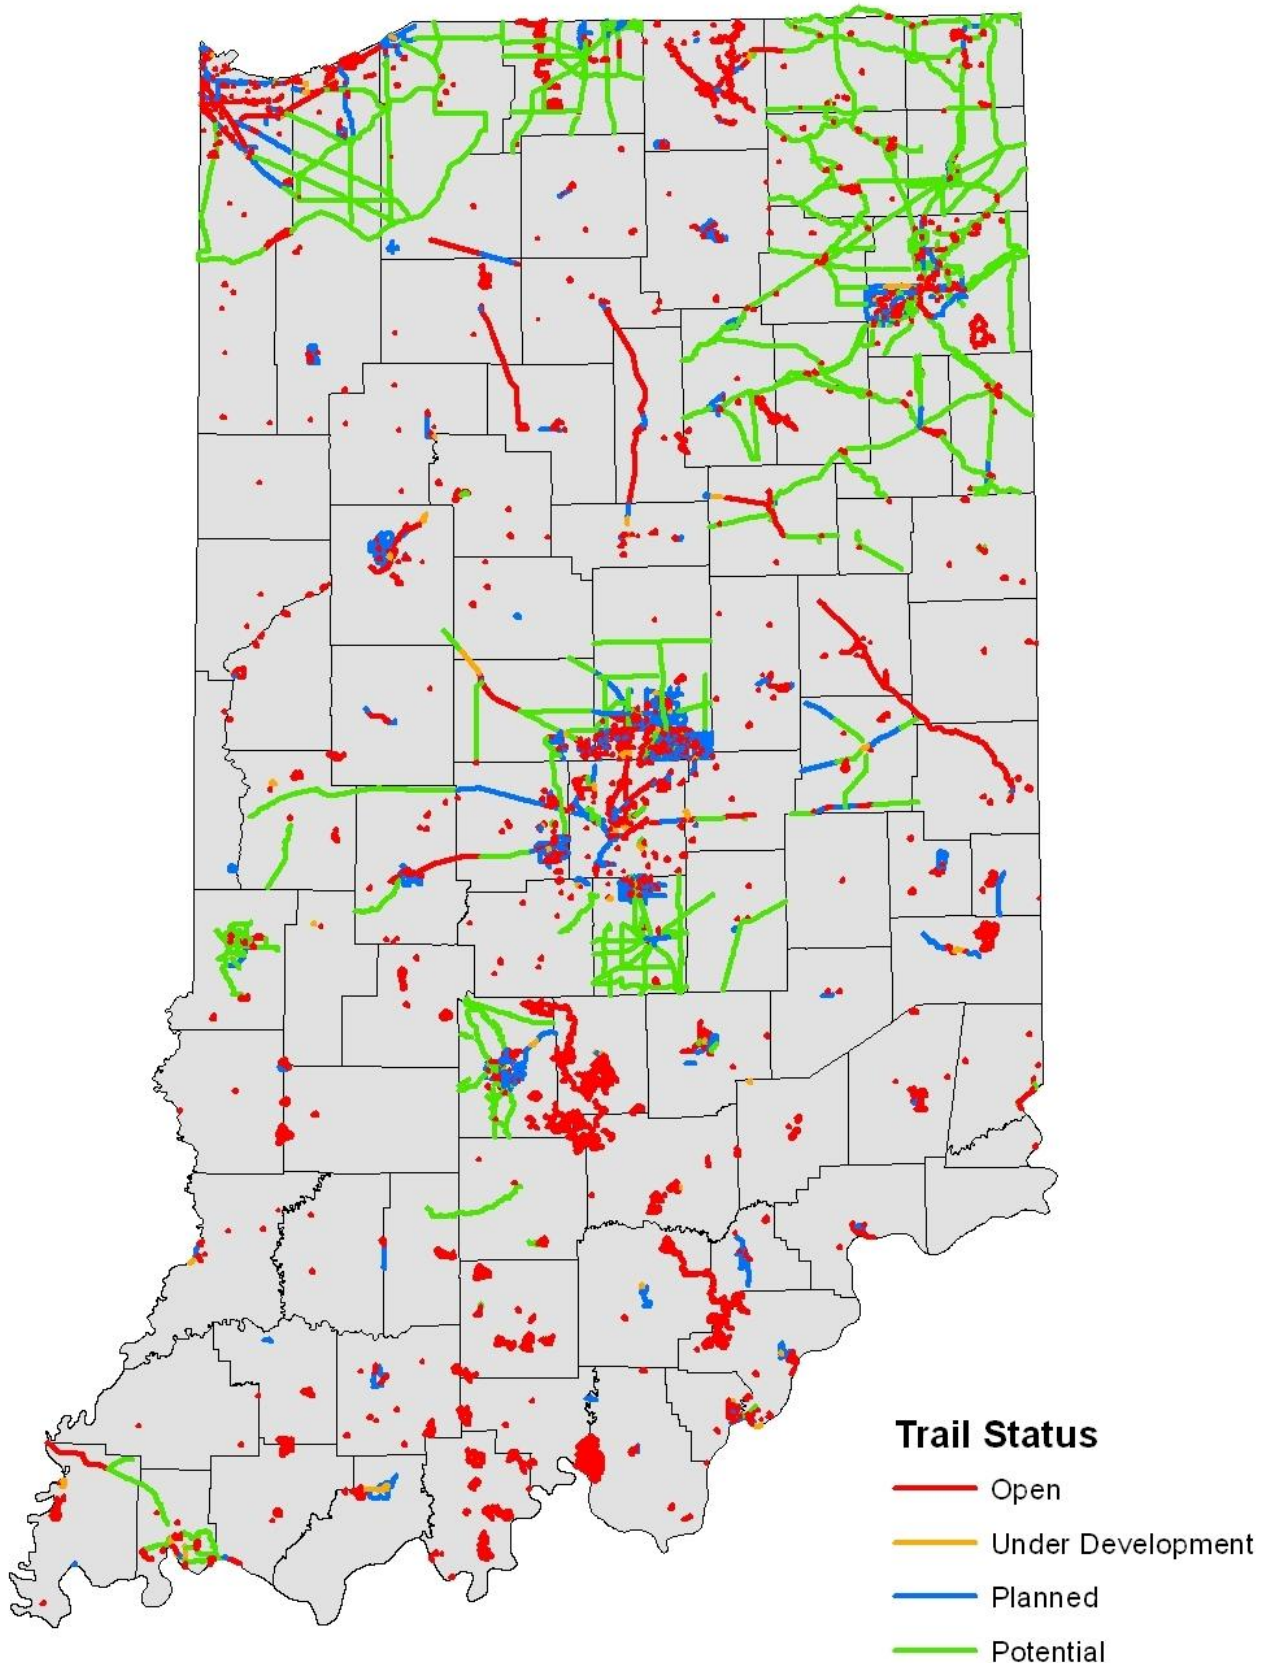 Trail Status
Open
Under Development
Planned
Potential